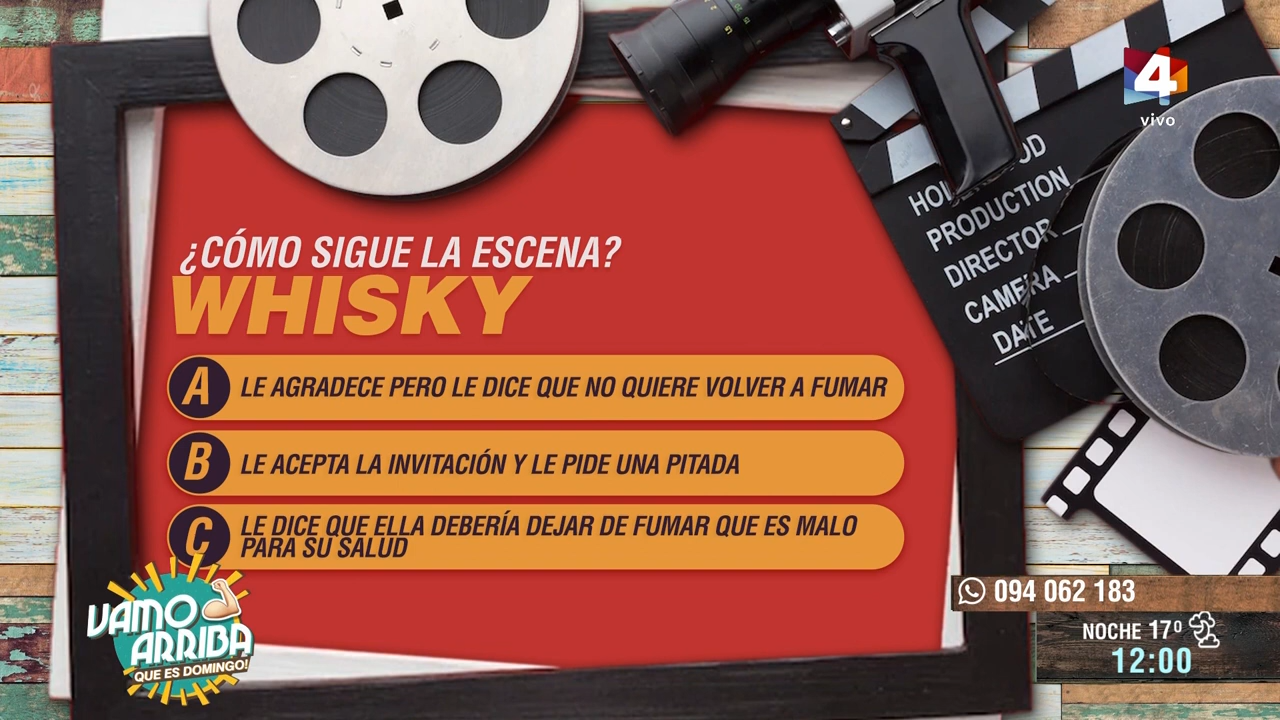 4
vivo
HOLLYWOOD
PRODUCTION
DIRECTOR
CAMERA
DATE
¿CÓMO SIGUE LA ESCENA?
WHISKY
A LE AGRADECE PERO LE DICE QUE NO QUIERE VOLVER A FUMAR
B LE ACEPTA LA INVITACIÓN Y LE PIDE UNA PITADA
C LE DICE QUE ELLA DEBERÍA DEJAR DE FUMAR QUE ES MALO
PARA SU SALUD
VAMO
ARRIBA
QUE ES DOMINGO!
094 062 183
NOCHE 17º
12:00